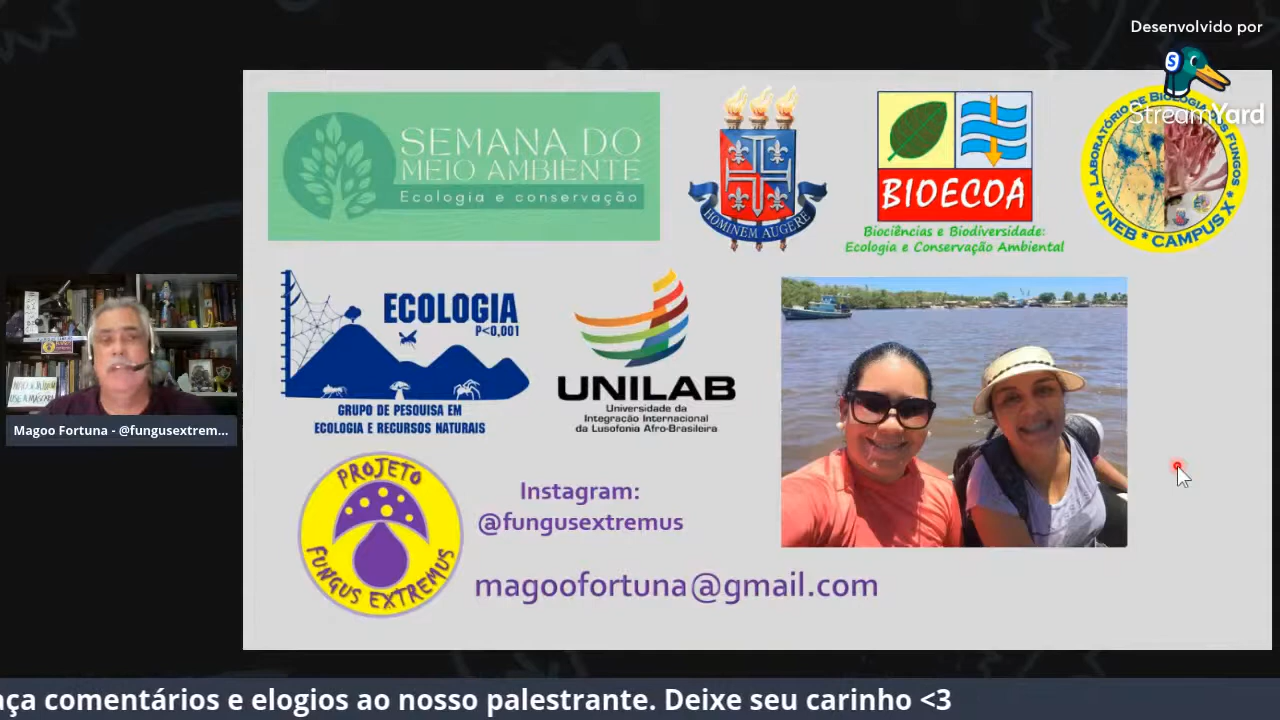 Desenvolvido por
StreamYard
SEMANA DO
MEIO AMBIENTE
Ecologia e conservação
HOMINEM AUGERE
BIOECOA
Biociências e Biodiversidade:
Ecologia e Conservação Ambiental
LABORATÓRIO DE BIOLOGIA DOS FUNGOS
UNEB * CAMPUS X
ECOLOGIA
P<0,001
GRUPO DE PESQUISA EM
ECOLOGIA E RECURSOS NATURAIS
UNILAB
Universidade da
Integração Internacional
da Lusofonia Afro-Brasileira
Magoo Fortuna - @fungusextrem...
PROJETO
FUNGUS EXTREMUS
Instagram:
@fungusextremus
magoofortuna@gmail.com
aça comentários e elogios ao nosso palestrante. Deixe seu carinho <3